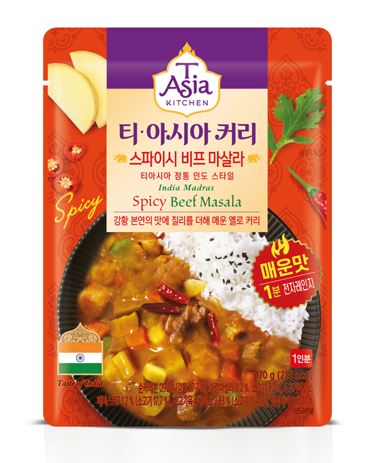 T
Asia
KITCHEN
티·아시아 커리
스파이시 비프 마살라
티아시아 정통 인도 스타일
India Madras
Spicy Beef Masala
강황 본연의 맛에 칠리를 더해 매운 옐로 커리
Spicy
매운맛
1분 전자레인지
1인분
Taste of India